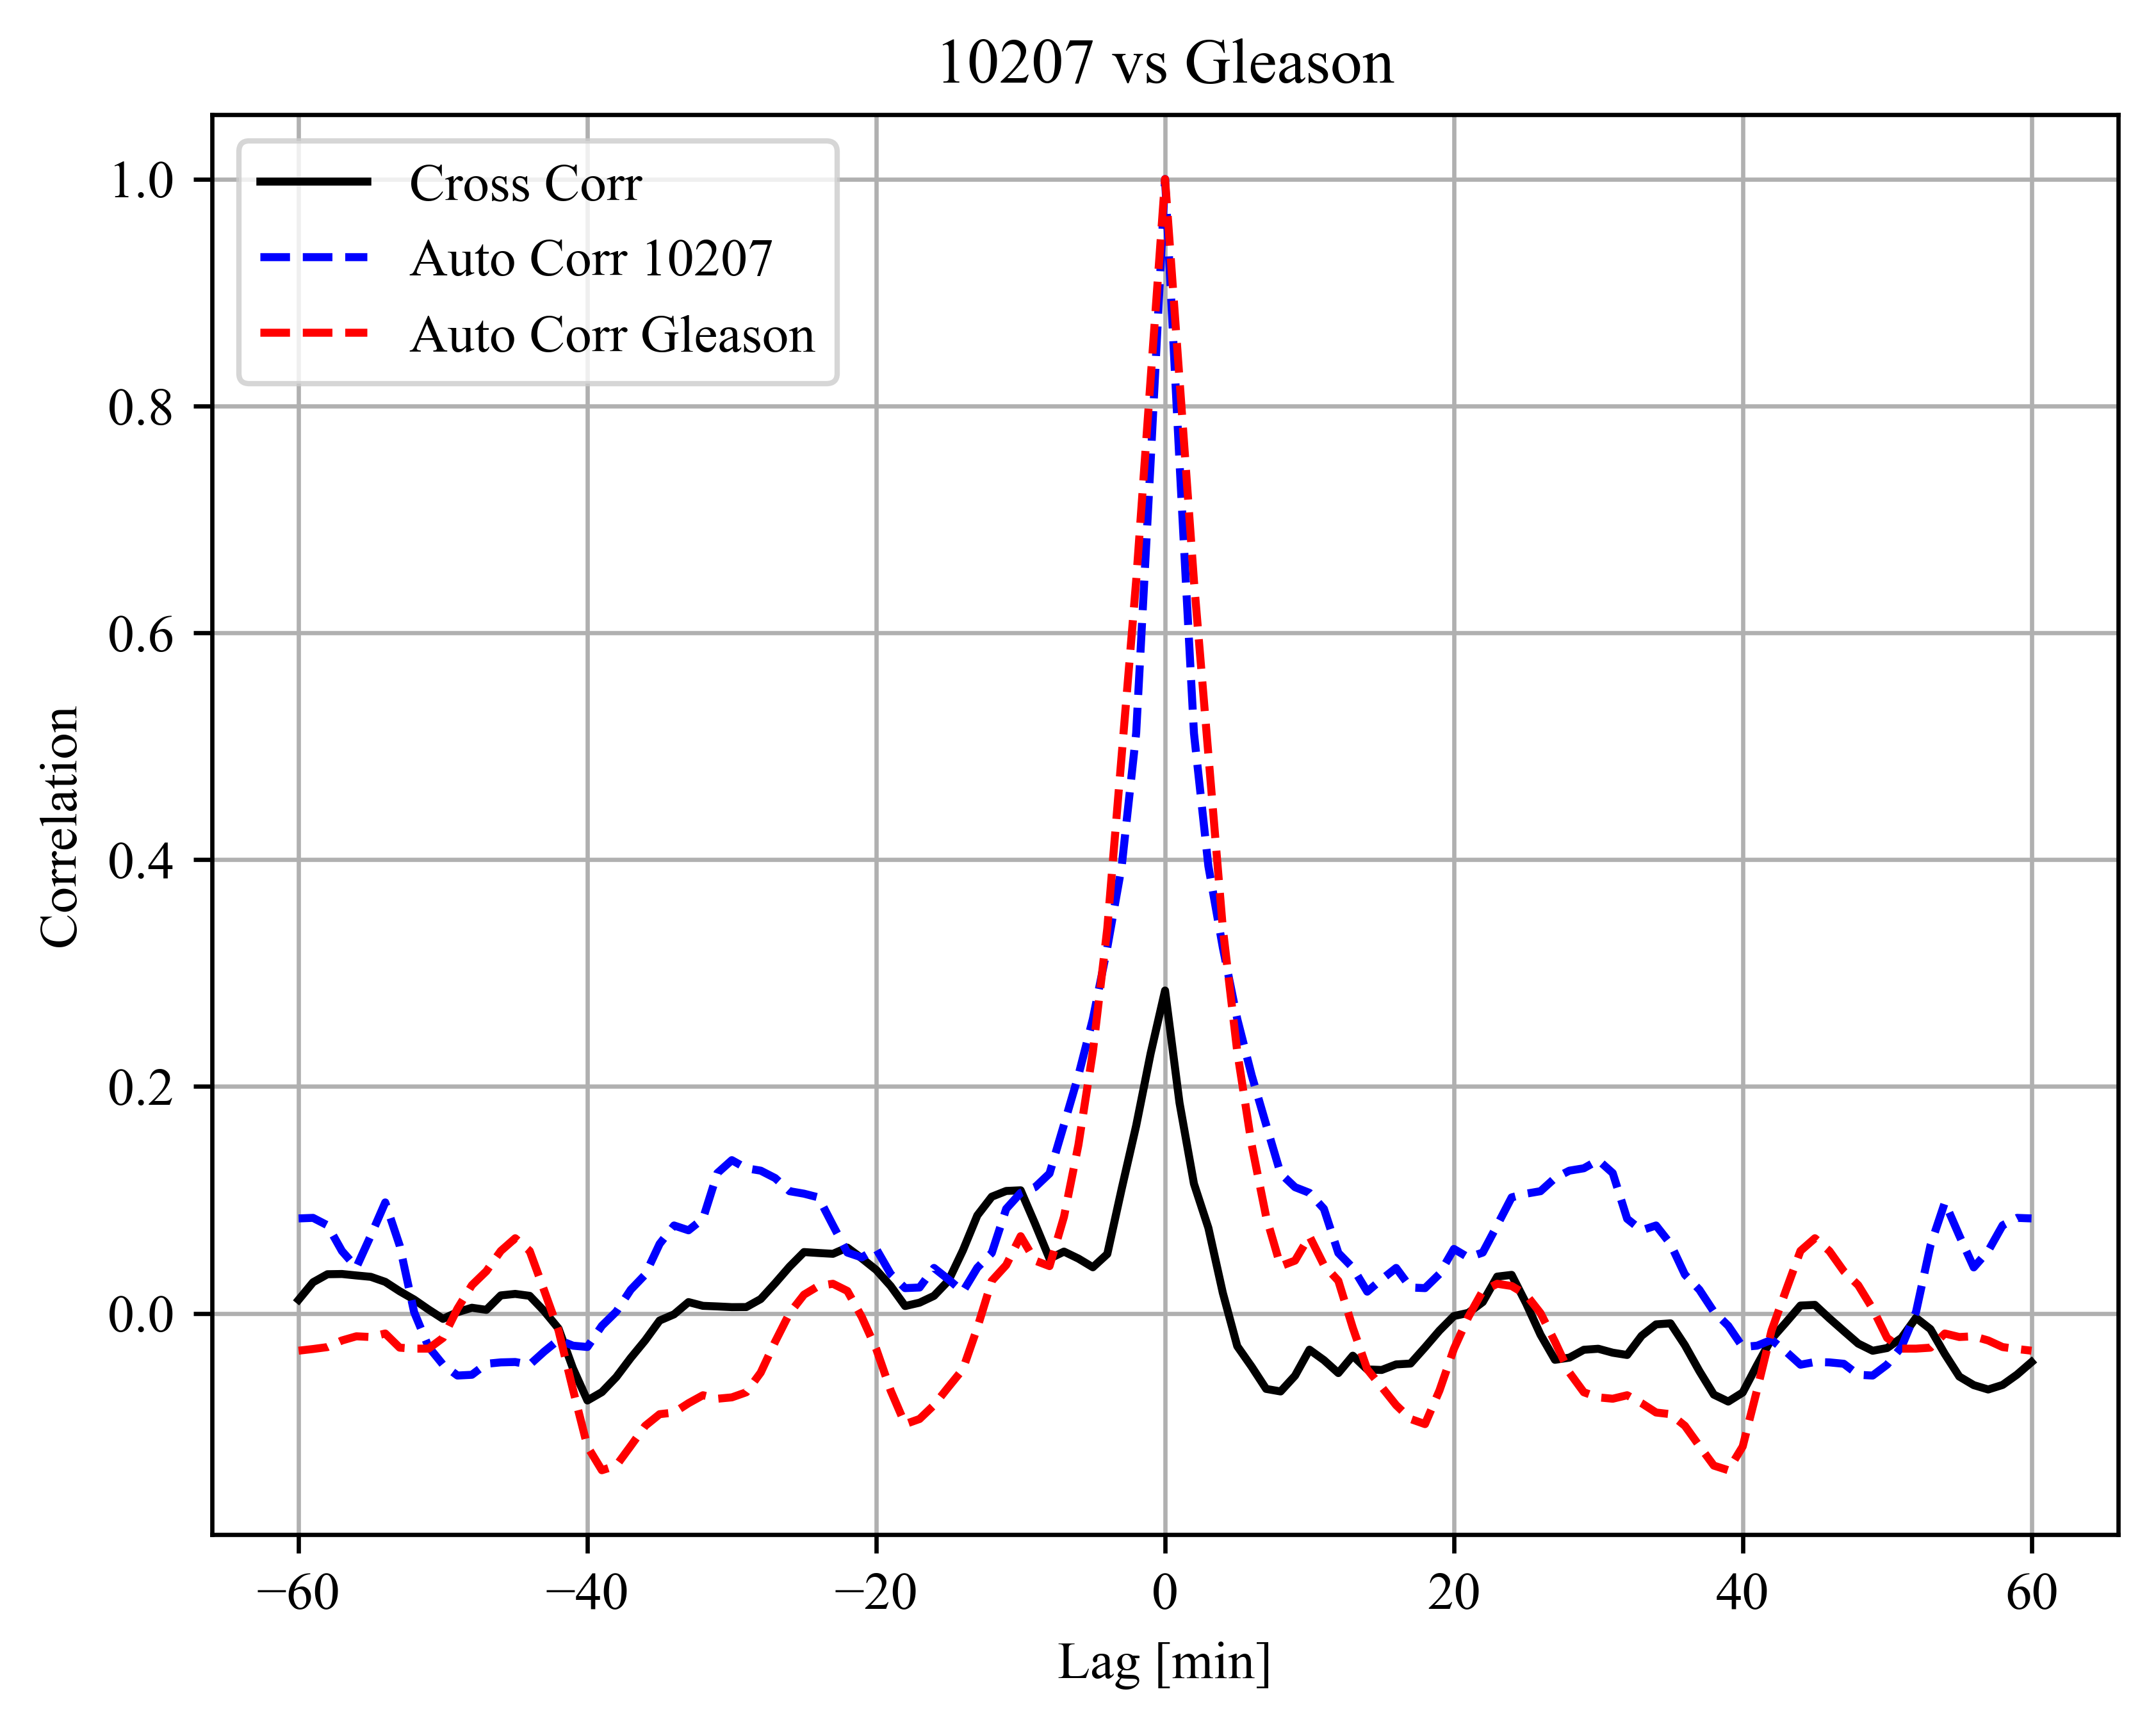 10207 vs Gleason
Cross Corr
Auto Corr 10207
Auto Corr Gleason
1.0
0.8
0.6
0.4
0.2
0.0
Correlation
−60 −40 −20 0 20 40 60
Lag [min]